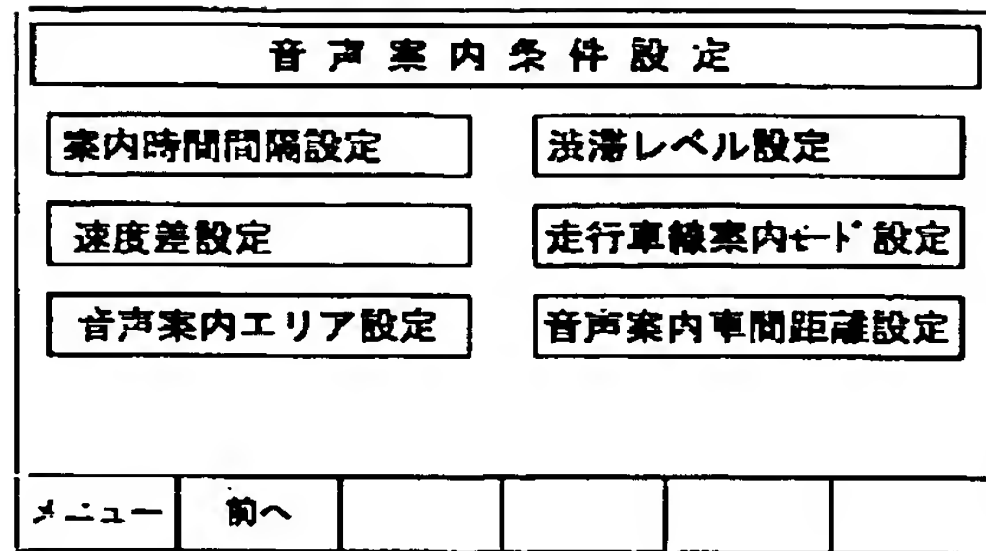 音声案内条件設定
案内時間間隔設定
渋滞レベル設定
速度差設定
走行車線案内モード設定
音声案内エリア設定
音声案内車間距離設定
メニュー
前へ